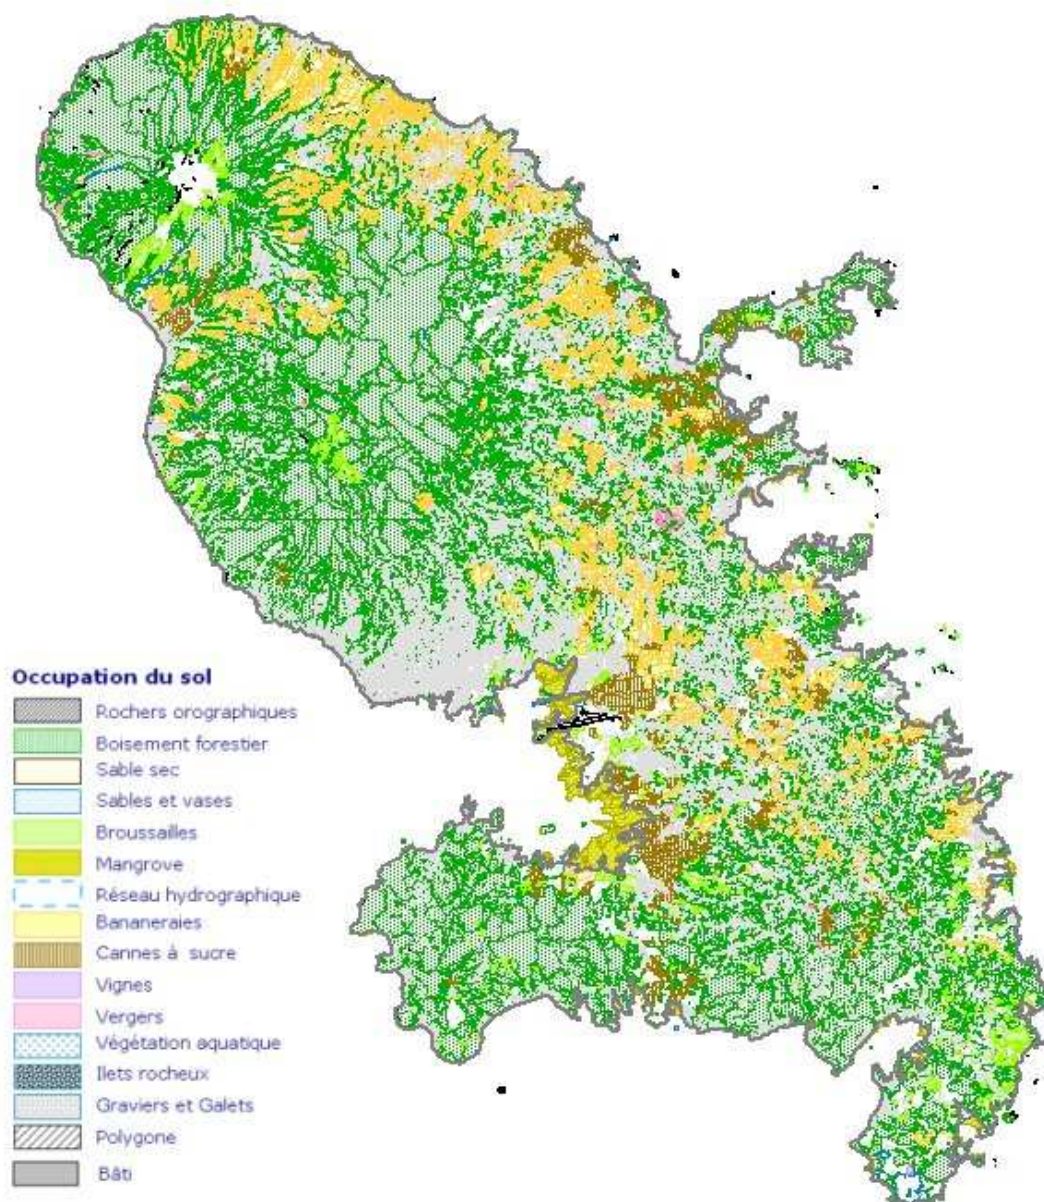 Occupation du sol
Rochers orographiques
Boisement forestier
Sable sec
Sables et vases
Broussailles
Mangrove
Réseau hydrographique
Bananeraies
Cannes à sucre
Vignes
Vergers
Végétation aquatique
Ilets rocheux
Graviers et Galets
Polygone
Bâti